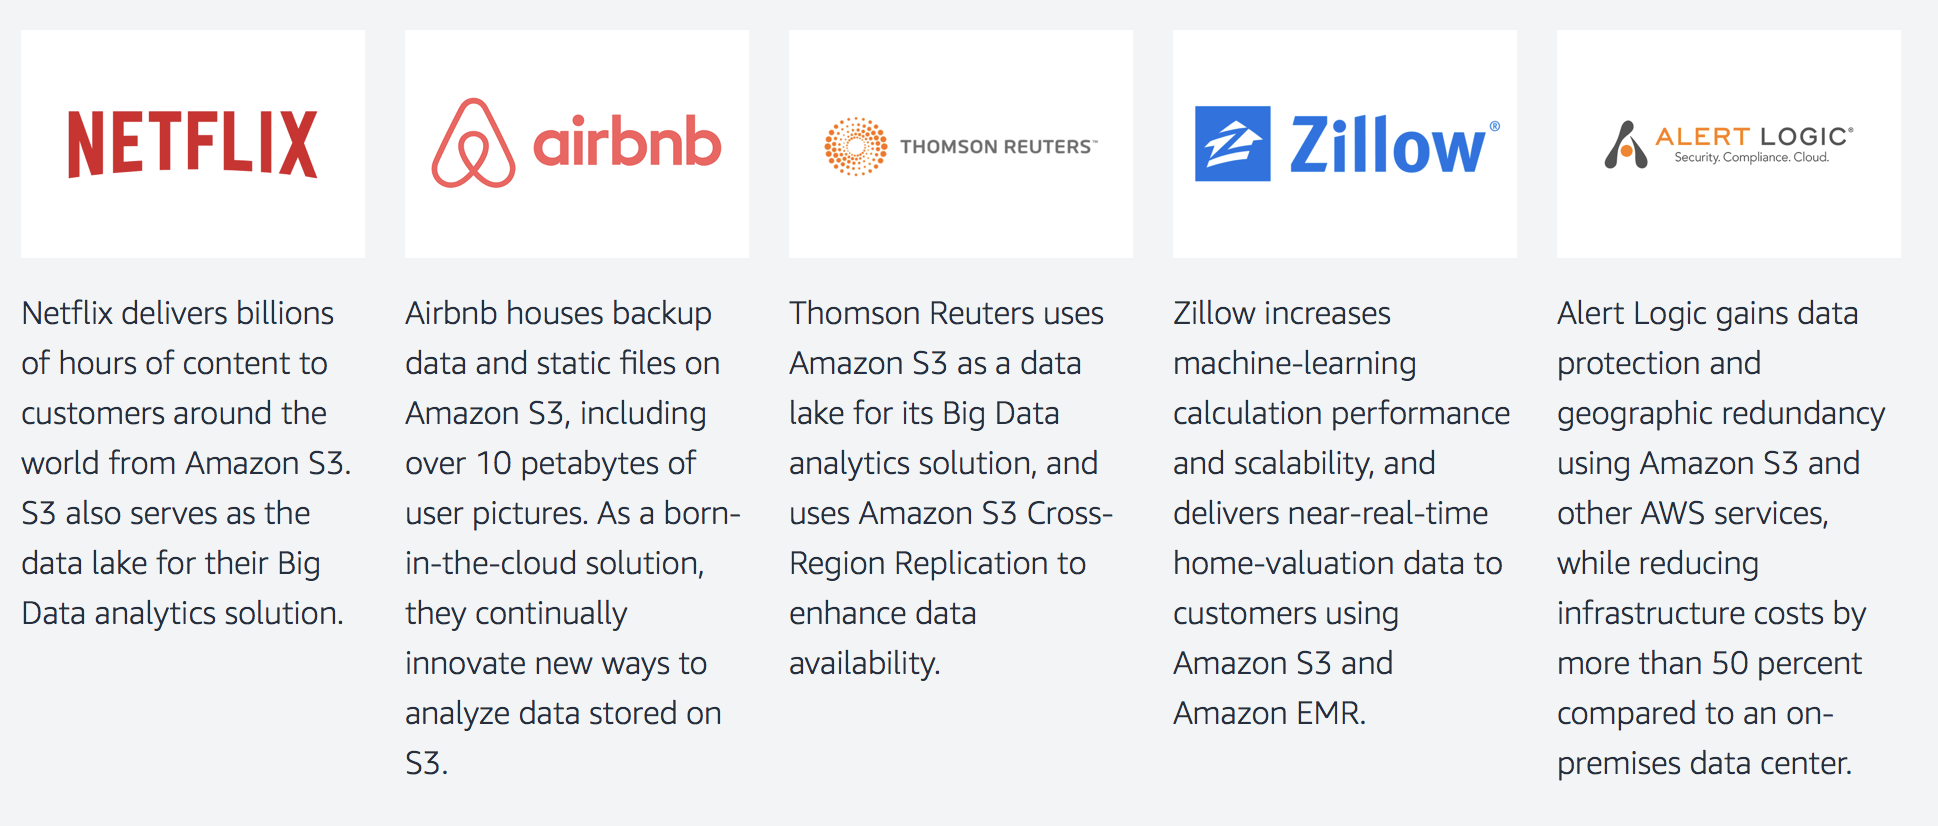 NETFLIX
airbnb
THOMSON REUTERS™
Zillow®
ALERT LOGIC®
Security. Compliance. Cloud.
Netflix delivers billions
of hours of content to
customers around the
world from Amazon S3.
S3 also serves as the
data lake for their Big
Data analytics solution.
Airbnb houses backup
data and static files on
Amazon S3, including
over 10 petabytes of
user pictures. As a born-
in-the-cloud solution,
they continually
innovate new ways to
analyze data stored on
S3.
Thomson Reuters uses
Amazon S3 as a data
lake for its Big Data
analytics solution, and
uses Amazon S3 Cross-
Region Replication to
enhance data
availability.
Zillow increases
machine-learning
calculation performance
and scalability, and
delivers near-real-time
home-valuation data to
customers using
Amazon S3 and
Amazon EMR.
Alert Logic gains data
protection and
geographic redundancy
using Amazon S3 and
other AWS services,
while reducing
infrastructure costs by
more than 50 percent
compared to an on-
premises data center.